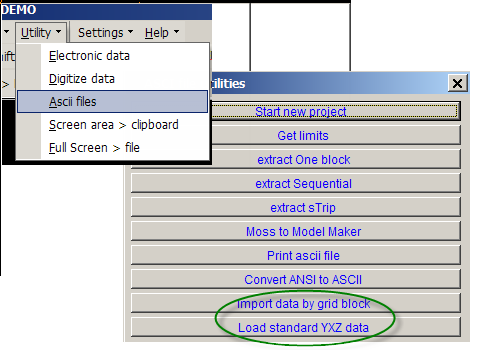 DEMO
Utility Settings Help
Electronic data
Digitize data
Ascii files
Screen area > clipboard
Full Screen > file
ilities
Start new project
Get limits
extract One block
extract Sequential
extract sTrip
Moss to Model Maker
Print ascii file
Convert ANSI to ASCII
Import data by grid block
Load standard YXZ data